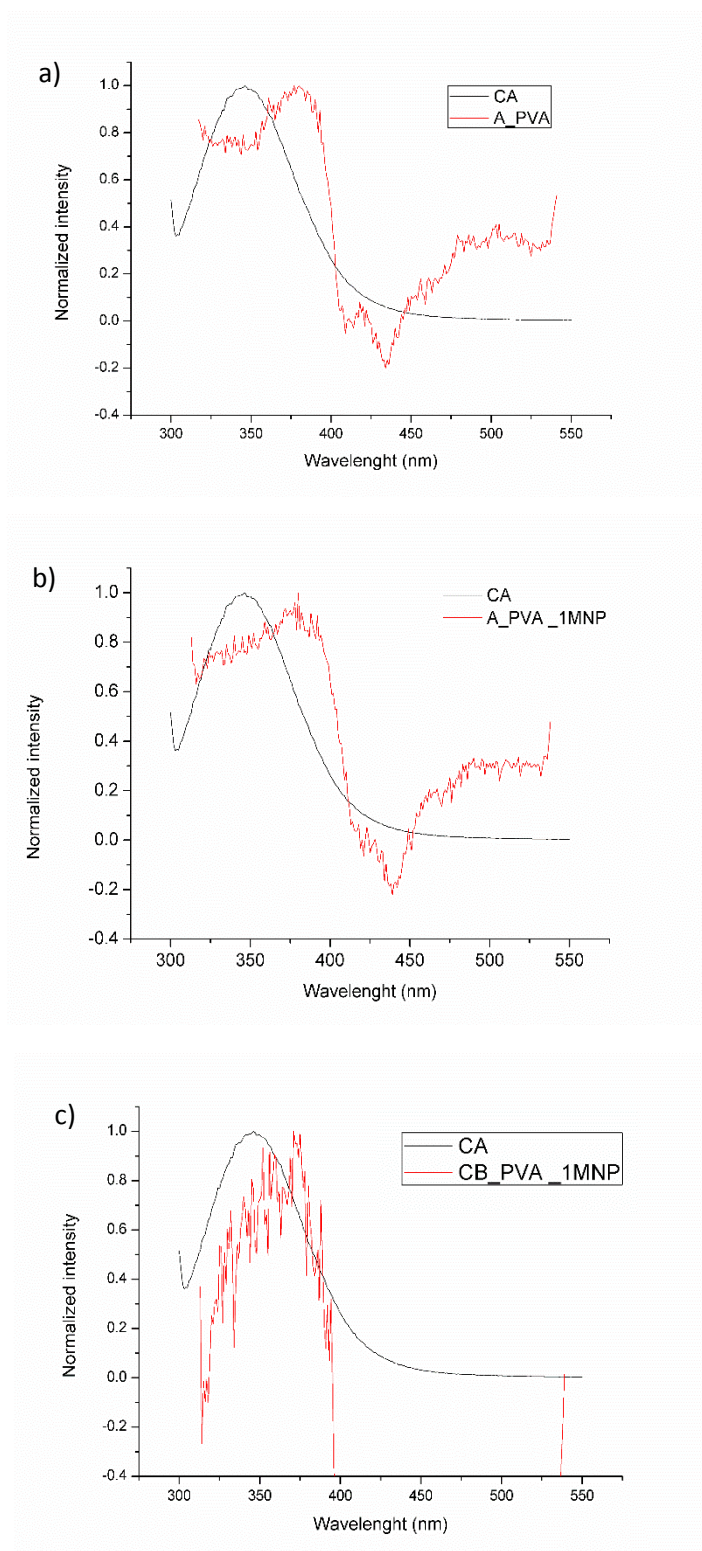 a)
1.0
0.8
0.6
0.4
0.2
0.0
-0.2
-0.4
Normalized intensity
CA
A_PVA
300 350 400 450 500 550
Wavelenght (nm)
b)
1.0
0.8
0.6
0.4
0.2
0.0
-0.2
-0.4
Normalized intensity
CA
A_PVA _1MNP
300 350 400 450 500 550
Wavelenght (nm)
c)
1.0
0.8
0.6
0.4
0.2
0.0
-0.2
-0.4
Normalized intensity
CA
CB_PVA _1MNP
300 350 400 450 500 550
Wavelenght (nm)